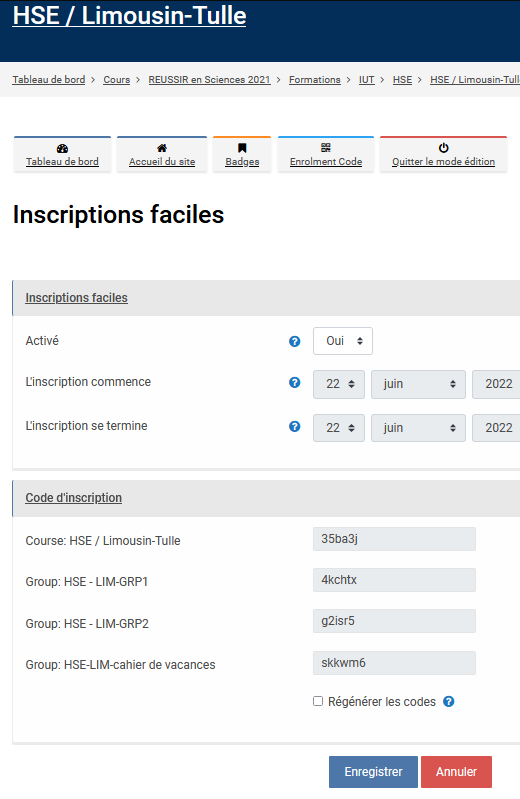 HSE / Limousin-Tulle
Tableau de bord > Cours > REUSSIR en Sciences 2021 > Formations > IUT > HSE > HSE / Limousin-Tull
Tableau de bord
Accueil du site
Badges
Enrolment Code
Quitter le mode édition
Inscriptions faciles
Inscriptions faciles
Activé ? Oui
L'inscription commence ? 22 juin 2022
L'inscription se termine ? 22 juin 2022
Code d'inscription
Course: HSE / Limousin-Tulle 35ba3j
Group: HSE - LIM-GRP1 4kchtx
Group: HSE - LIM-GRP2 g2isr5
Group: HSE-LIM-cahier de vacances skkwm6
Régénérer les codes ?
Enregistrer Annuler